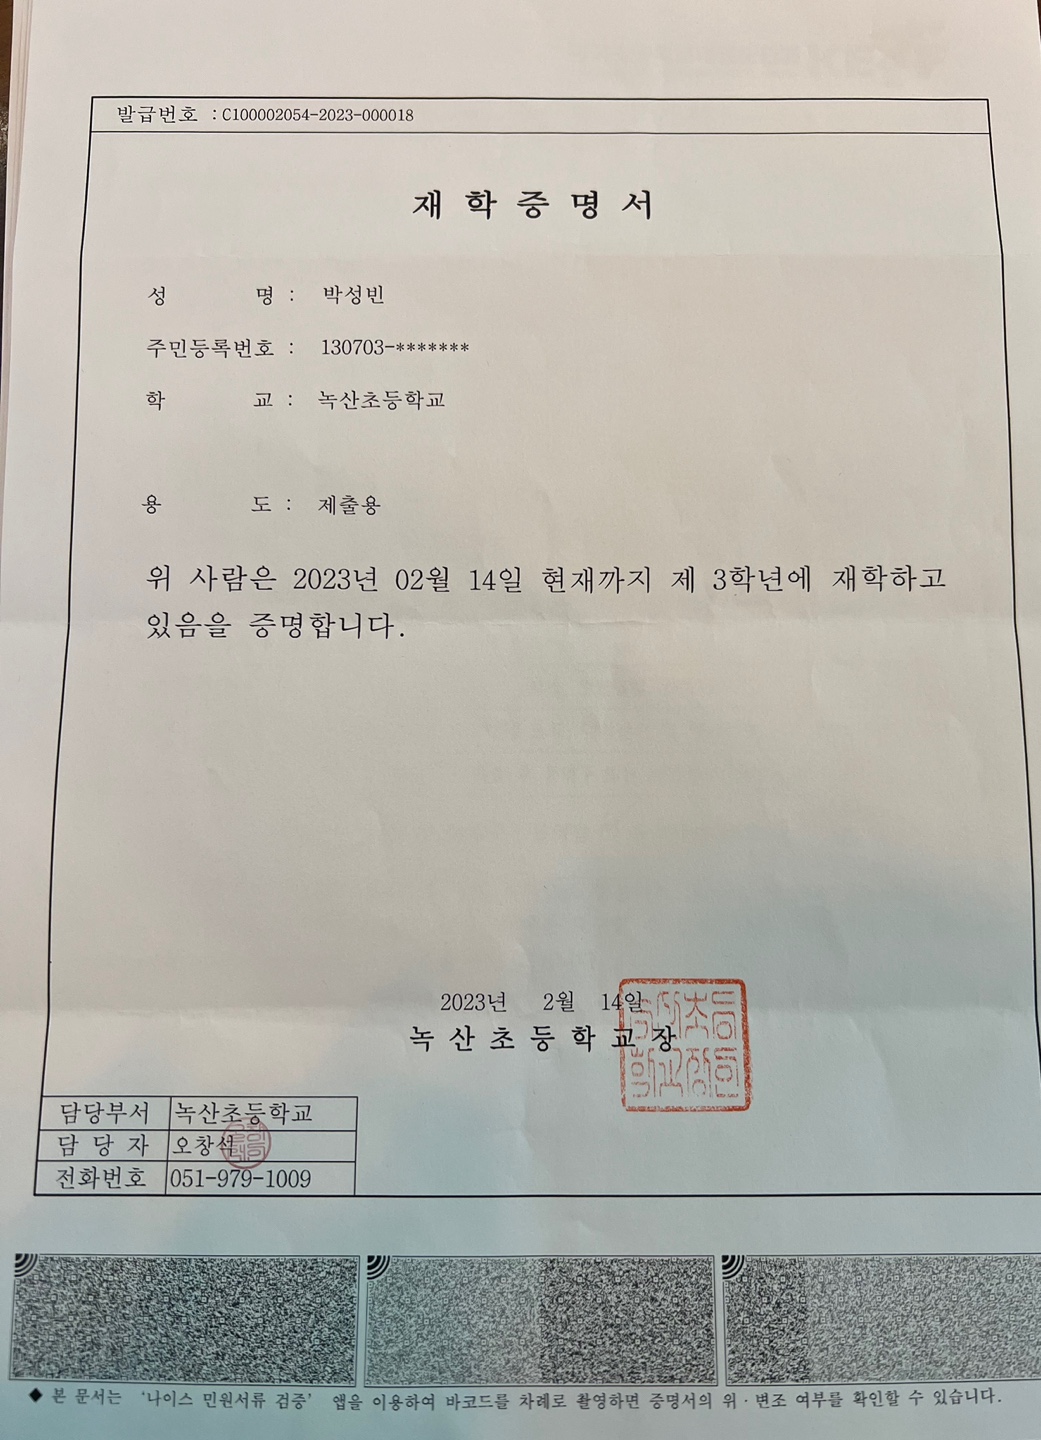 발급번호 :C100002054-2023-000018
재 학 증 명 서
성 명 : 박성빈
주민등록번호 : 130703-*******
학 교 : 녹산초등학교
용 도 : 제출용
위 사람은 2023년 02월 14일 현재까지 제 3학년에 재학하고
있음을 증명합니다.
2023년 2월 14일
녹 산 초 등 학 교 장
담당부서 녹산초등학교
담 당 자 오창석
전화번호 051-979-1009
◆ 본 문서는 '나이스 민원서류 검증' 앱을 이용하여 바코드를 차례로 촬영하면 증명서의 위·변조 여부를 확인할 수 있습니다.